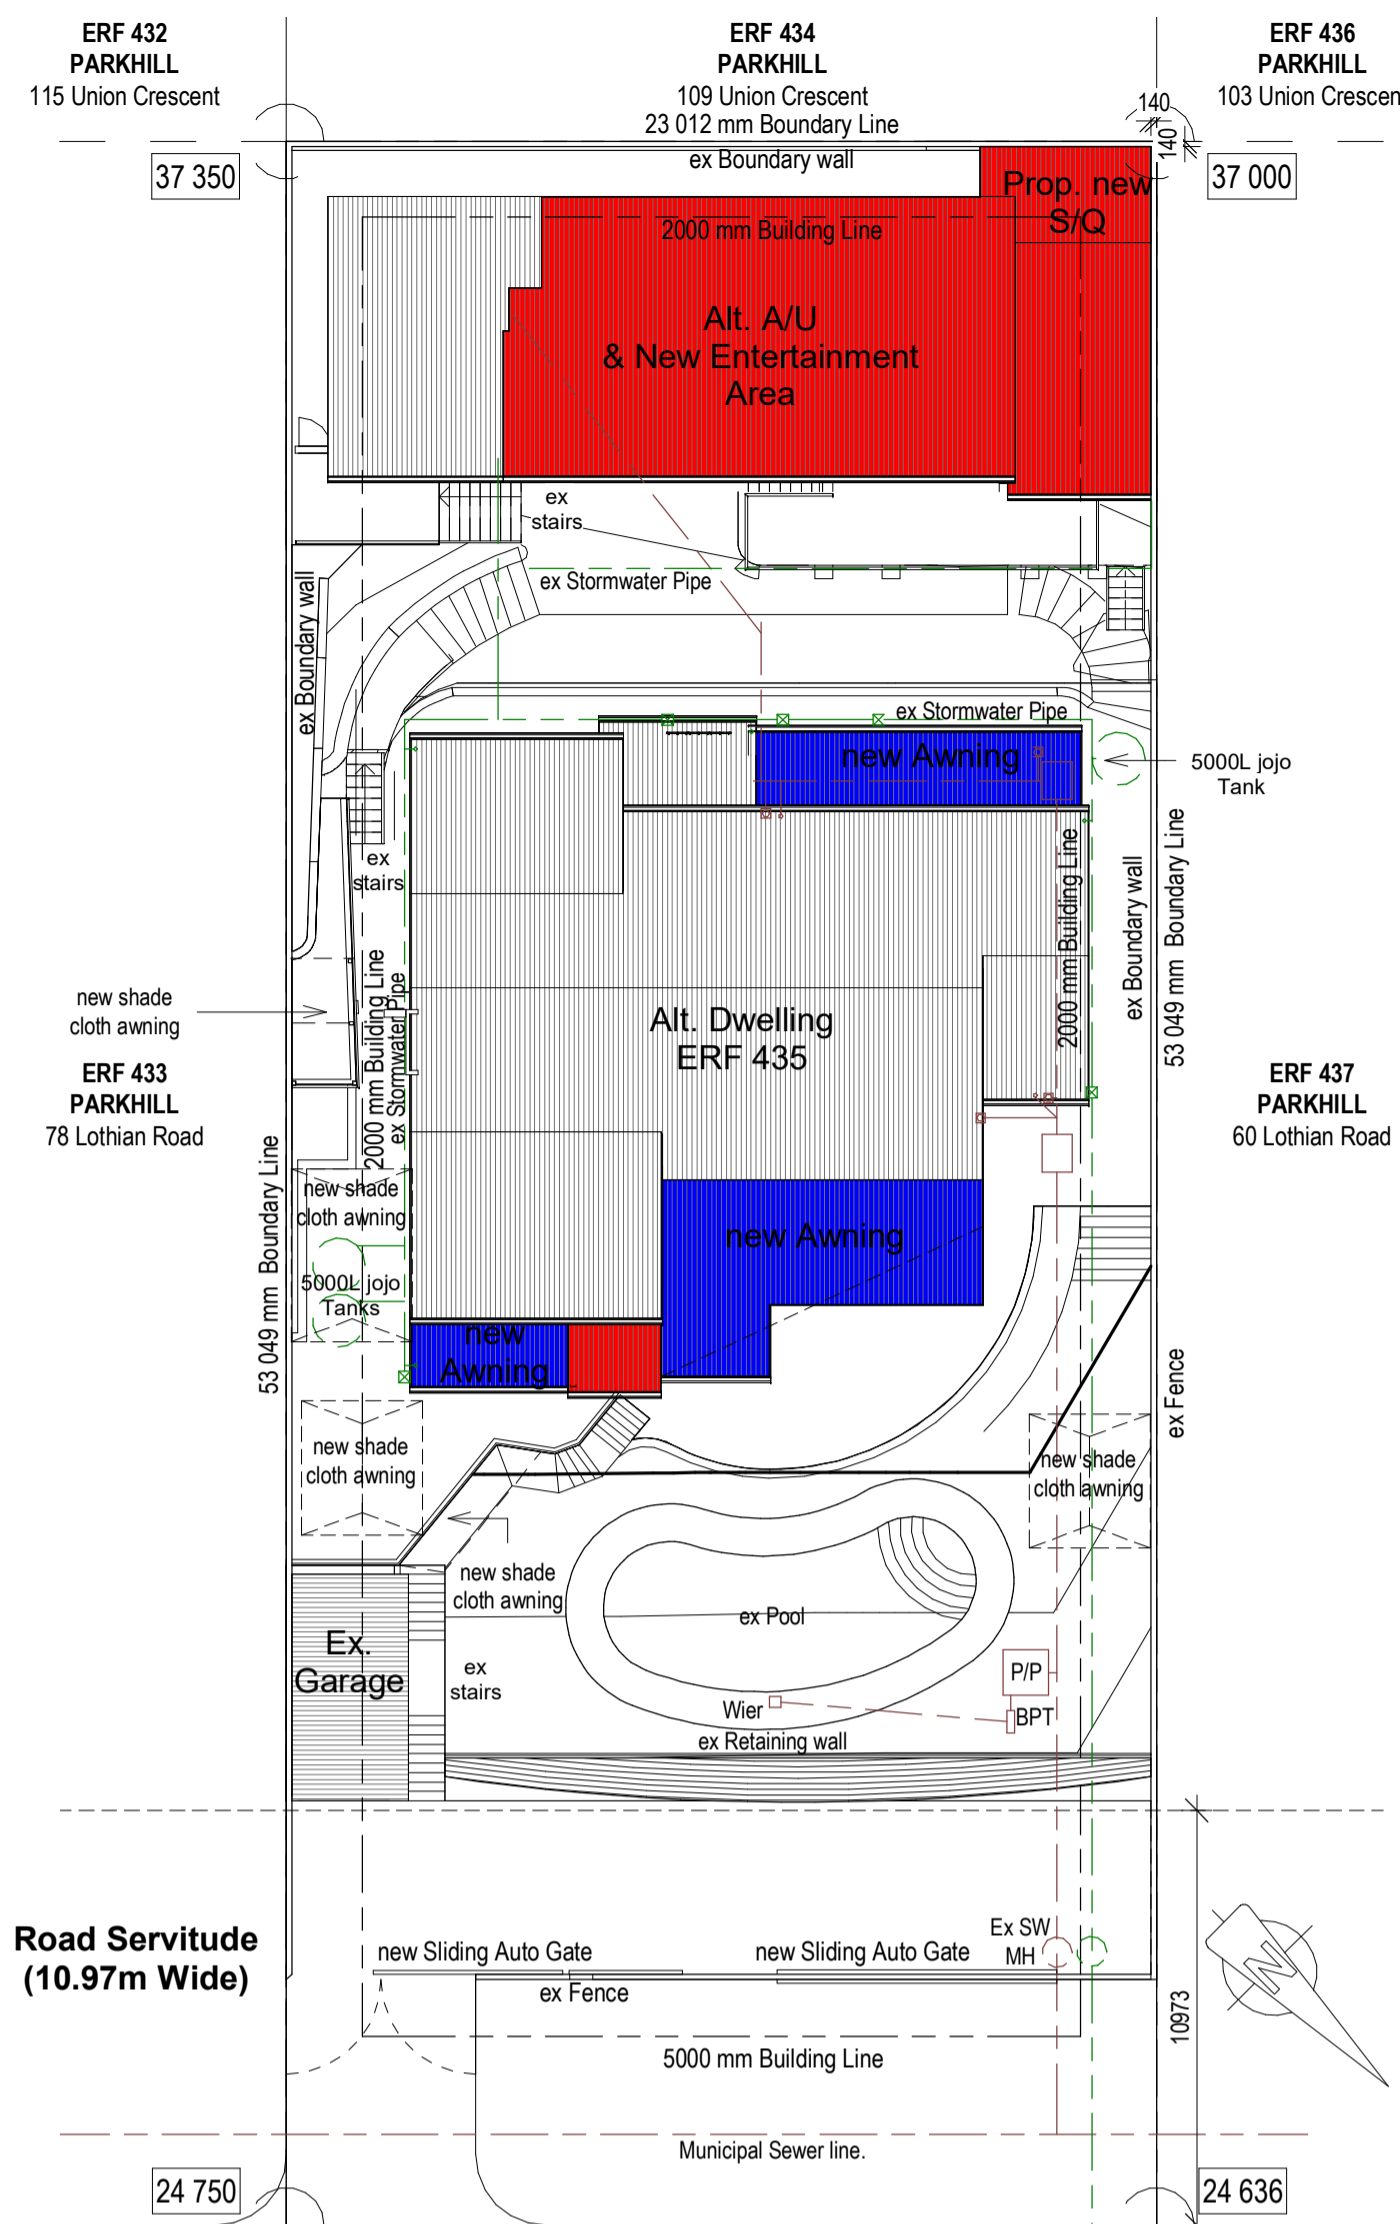 ERF 432
PARKHILL
115 Union Crescent
ERF 434
PARKHILL
109 Union Crescent
23 012 mm Boundary Line
ex Boundary wall
ERF 436
PARKHILL
103 Union Crescen
140
140
37 350
37 000
Prop. new
S/Q
2000 mm Building Line
Alt. A/U
& New Entertainment
Area
ex
stairs
ex Stormwater Pipe
ex Boundary wall
ex Stormwater Pipe
new Awning
5000L jojo
Tank
ex
stairs
2000 mm Building Line
ex Boundary wall
53 049 mm Boundary Line
new shade
cloth awning
2000 mm Building Line
ex Stormwater Pipe
Alt. Dwelling
ERF 435
ERF 433
PARKHILL
78 Lothian Road
ERF 437
PARKHILL
60 Lothian Road
53 049 mm Boundary Line
new shade
cloth awning
new Awning
5000L jojo
Tanks
new
Awning
ex Fence
new shade
cloth awning
new shade
cloth awning
new shade
cloth awning
ex Pool
Ex.
Garage
ex
stairs
P/P
Wier
BPT
ex Retaining wall
Road Servitude
(10.97m Wide)
new Sliding Auto Gate
new Sliding Auto Gate
Ex SW
MH
ex Fence
N
10973
5000 mm Building Line
Municipal Sewer line.
24 750
24 636